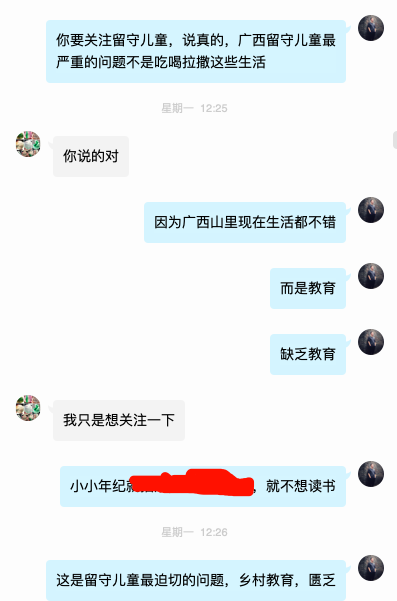 你要关注留守儿童，说真的，广西留守儿童最
严重的问题不是吃喝拉撒这些生活
星期一 12:25
你说的对
因为广西山里现在生活都不错
而是教育
缺乏教育
我只是想关注一下
小小年纪，就不想读书
星期一 12:26
这是留守儿童最迫切的问题，乡村教育，匮乏